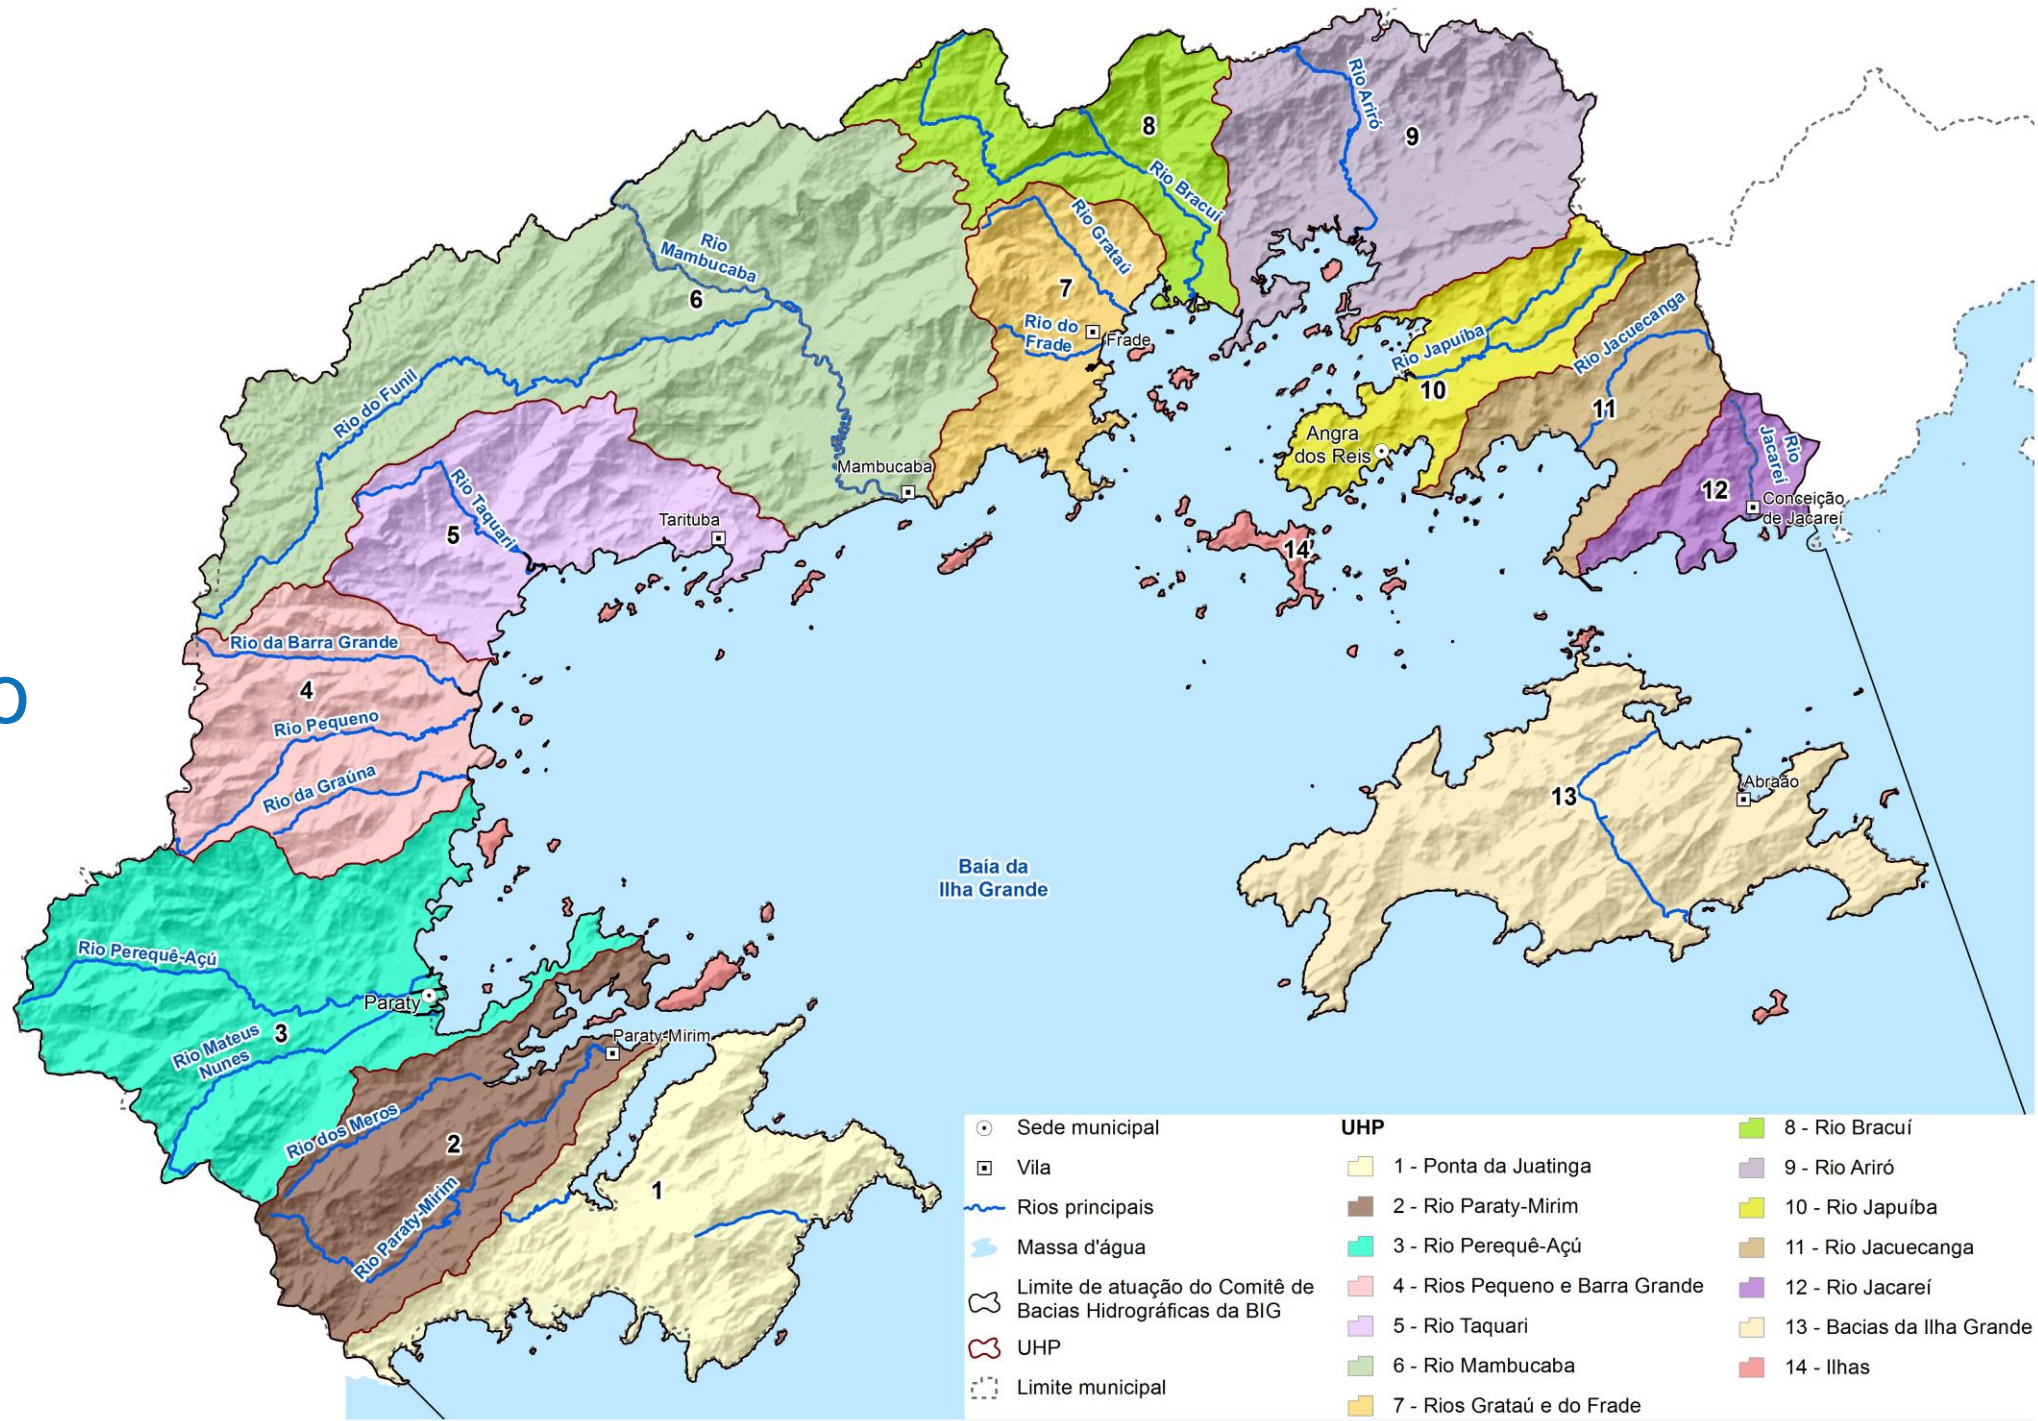 8
9
Rio Ariró
Rio Bracuí
Rio Grataú
7
Rio
Mambucaba
6
Rio do
Frade
Frade
Rio Japuíba
10
Rio Jacuecanga
11
Rio do Funil
Angra
dos Reis
Rio
Jacareí
12
Conceição
de Jacareí
Mambucaba
Rio Taquari
5
Tarituba
14
Rio da Barra Grande
4
o
Rio Pequeno
Rio da Graúna
13
Abraão
Baía da
Ilha Grande
Rio Perequê-Açú
Paraty
3
Rio Mateus
Nunes
Paraty-Mirim
Rio dos Meros
2
1
Rio Paraty-Mirim
Sede municipal
Vila
Rios principais
Massa d'água
Limite de atuação do Comitê de
Bacias Hidrográficas da BIG
UHP
Limite municipal
UHP
1 - Ponta da Juatinga
2 - Rio Paraty-Mirim
3 - Rio Perequê-Açú
4 - Rios Pequeno e Barra Grande
5 - Rio Taquari
6 - Rio Mambucaba
7 - Rios Grataú e do Frade
8 - Rio Bracuí
9 - Rio Ariró
10 - Rio Japuíba
11 - Rio Jacuecanga
12 - Rio Jacareí
13 - Bacias da Ilha Grande
14 - Ilhas